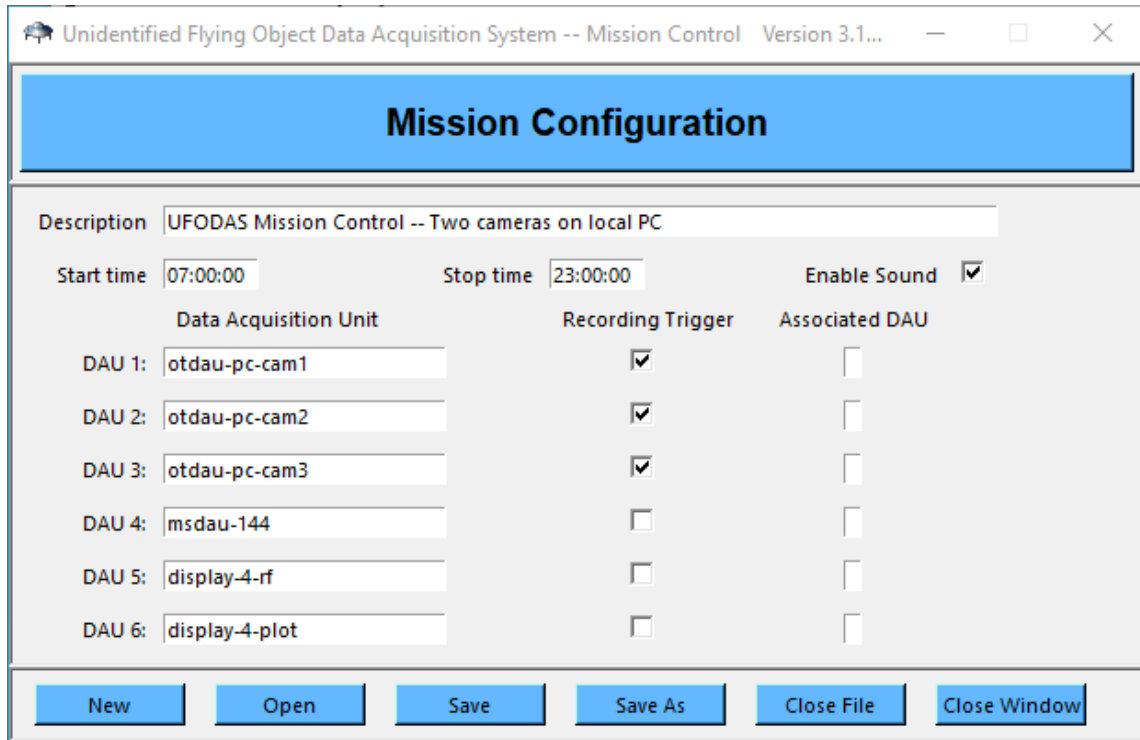 Unidentified Flying Object Data Acquisition System -- Mission Control Version 3.1...
Mission Configuration
Description UFODAS Mission Control -- Two cameras on local PC
Start time 07:00:00 Stop time 23:00:00 Enable Sound
Data Acquisition Unit Recording Trigger Associated DAU
DAU 1: otdau-pc-cam1
DAU 2: otdau-pc-cam2
DAU 3: otdau-pc-cam3
DAU 4: msdau-144
DAU 5: display-4-rf
DAU 6: display-4-plot
New Open Save Save As Close File Close Window